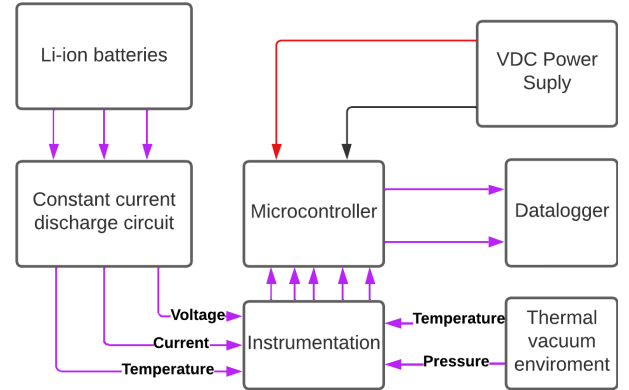 Li-ion batteries
VDC Power
Suply
Constant current
discharge circuit
Microcontroller
Datalogger
Voltage
Current
Temperature
Instrumentation
Temperature
Pressure
Thermal
vacuum
enviroment